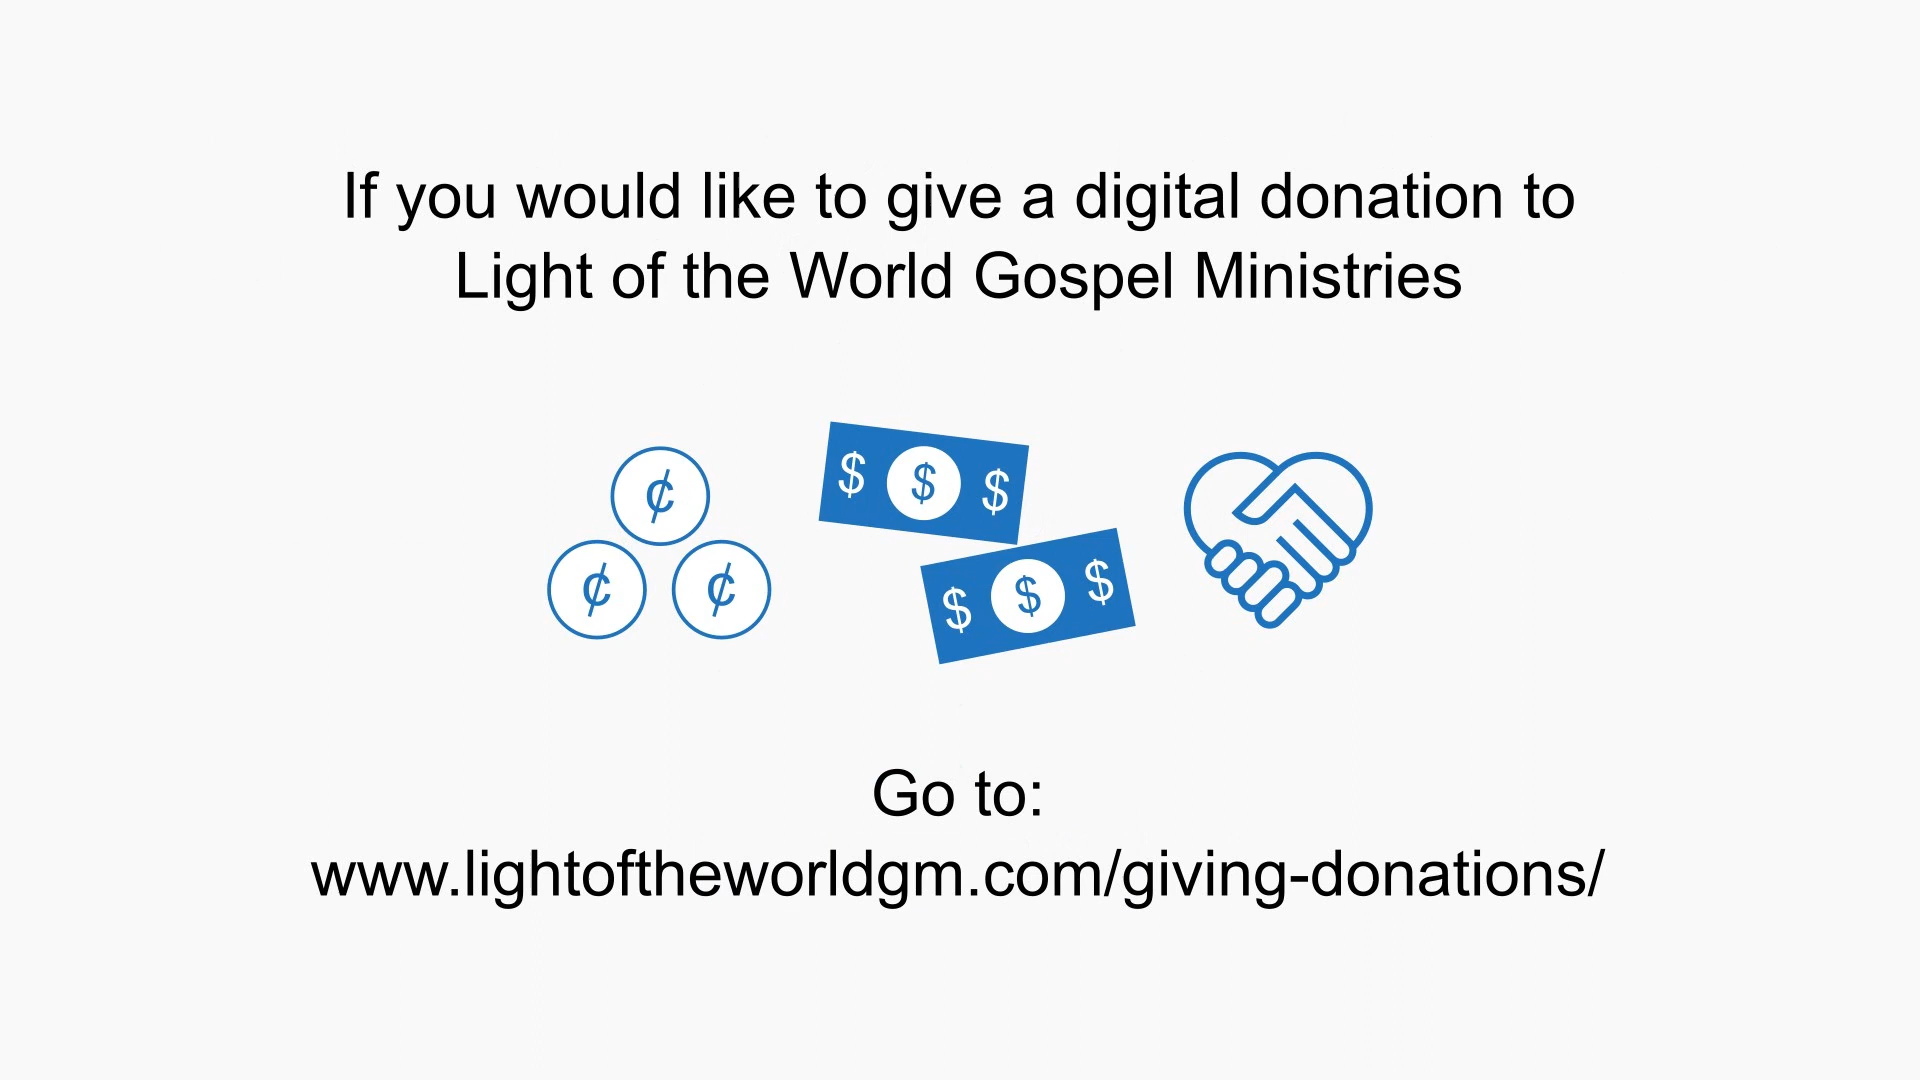 If you would like to give a digital donation to
Light of the World Gospel Ministries
¢
¢ ¢
$ $ $
$ $ $
Go to:
www.lightoftheworldgm.com/giving-donations/